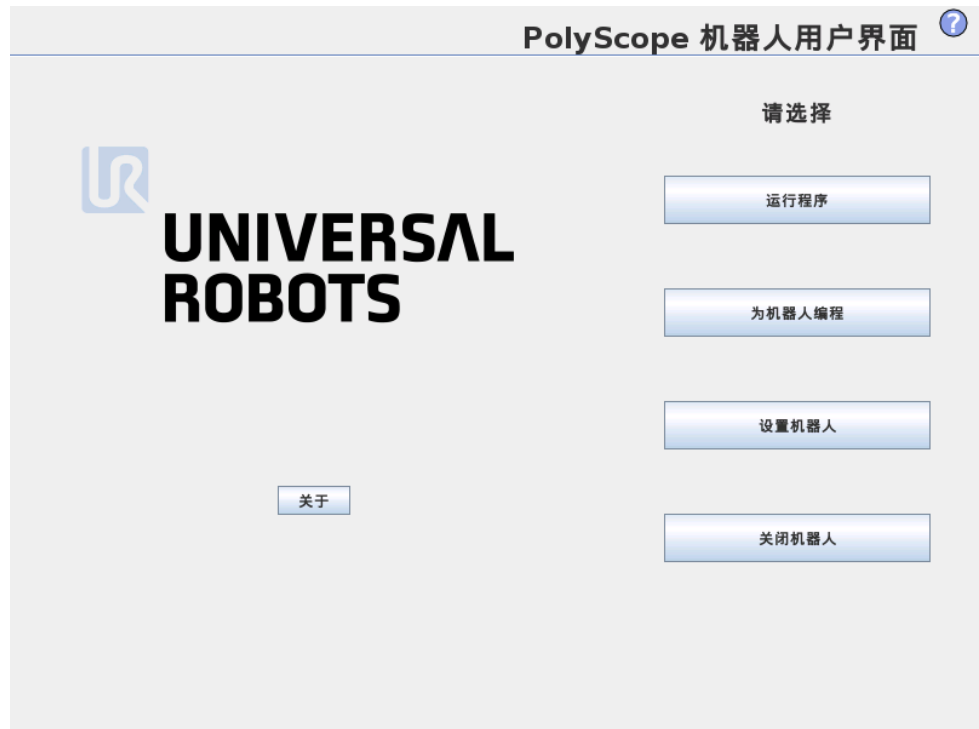 PolyScope 机器人用户界面
?
请选择
UR
UNIVERSAL
ROBOTS
运行程序
为机器人编程
设置机器人
关于
关闭机器人